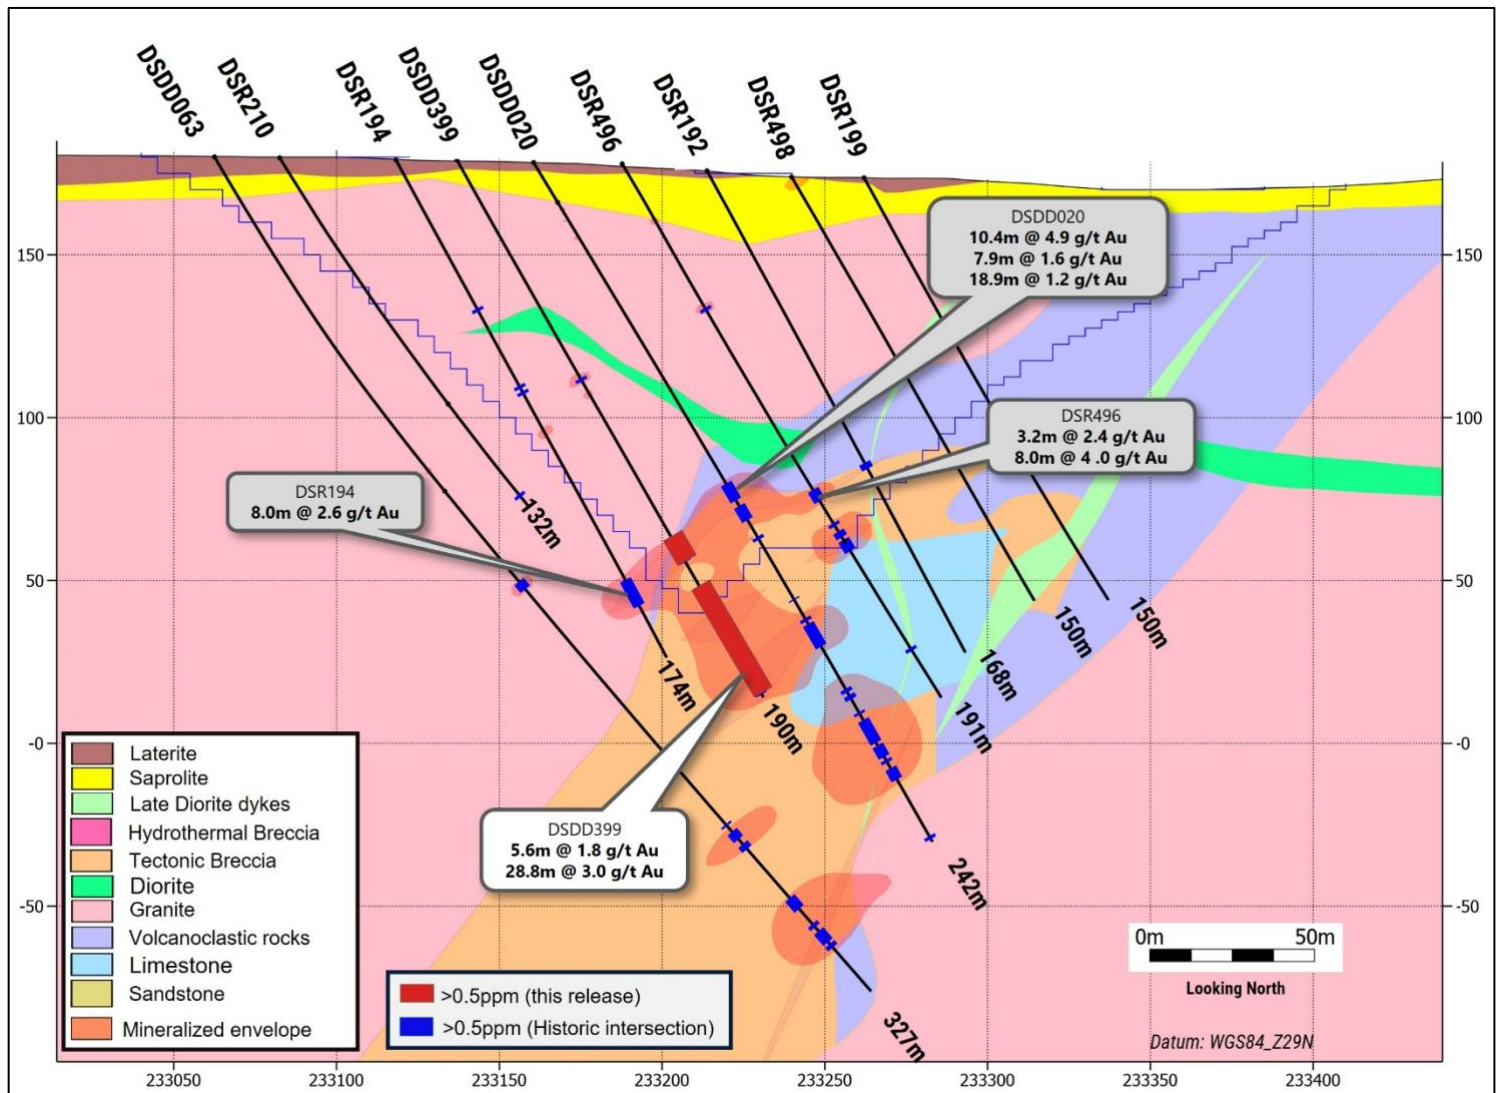 DSDD063
DSR210
DSR194
DSDD399
DSDD020
DSR496
DSR192
DSR498
DSR199
DSDD020
10.4m @ 4.9 g/t Au
7.9m @ 1.6 g/t Au
18.9m @ 1.2 g/t Au
150
150
100
100
DSR496
3.2m @ 2.4 g/t Au
8.0m @ 4 .0 g/t Au
DSR194
8.0m @ 2.6 g/t Au
132m
50
50
150m
150m
168m
174m
190m
191m
-0
-0
Laterite
Saprolite
Late Diorite dykes
Hydrothermal Breccia
Tectonic Breccia
Diorite
Granite
Volcanoclastic rocks
Limestone
Sandstone
Mineralized envelope
DSDD399
5.6m @ 1.8 g/t Au
28.8m @ 3.0 g/t Au
242m
-50
-50
0m 50m
Looking North
>0.5ppm (this release)
>0.5ppm (Historic intersection)
327m
Datum: WGS84_Z29N
233050 233100 233150 233200 233250 233300 233350 233400